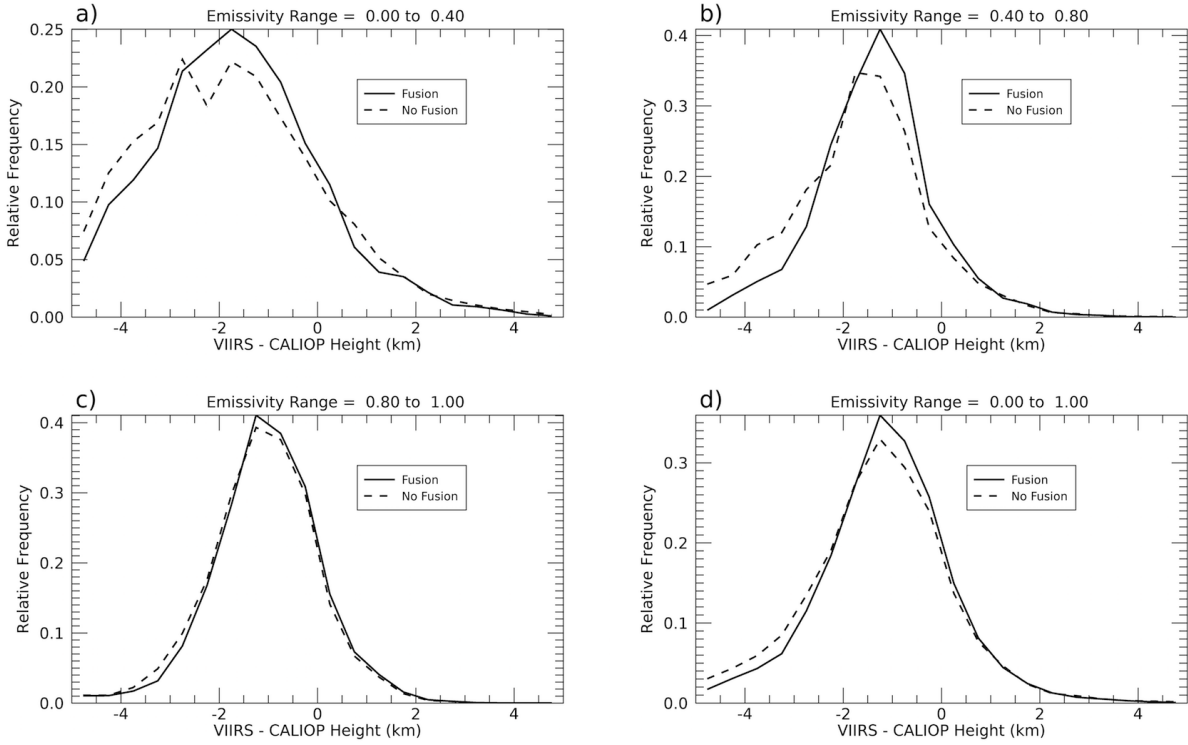 a)
Emissivity Range = 0.00 to 0.40
0.25
0.20
0.15
0.10
0.05
0.00
Relative Frequency
Fusion
No Fusion
-4 -2 0 2 4
VIIRS - CALIOP Height (km)
b)
Emissivity Range = 0.40 to 0.80
0.4
0.3
0.2
0.1
0.0
Relative Frequency
Fusion
No Fusion
-4 -2 0 2 4
VIIRS - CALIOP Height (km)
c)
Emissivity Range = 0.80 to 1.00
0.4
0.3
0.2
0.1
0.0
Relative Frequency
Fusion
No Fusion
-4 -2 0 2 4
VIIRS - CALIOP Height (km)
d)
Emissivity Range = 0.00 to 1.00
0.3
0.2
0.1
0.0
Relative Frequency
Fusion
No Fusion
-4 -2 0 2 4
VIIRS - CALIOP Height (km)